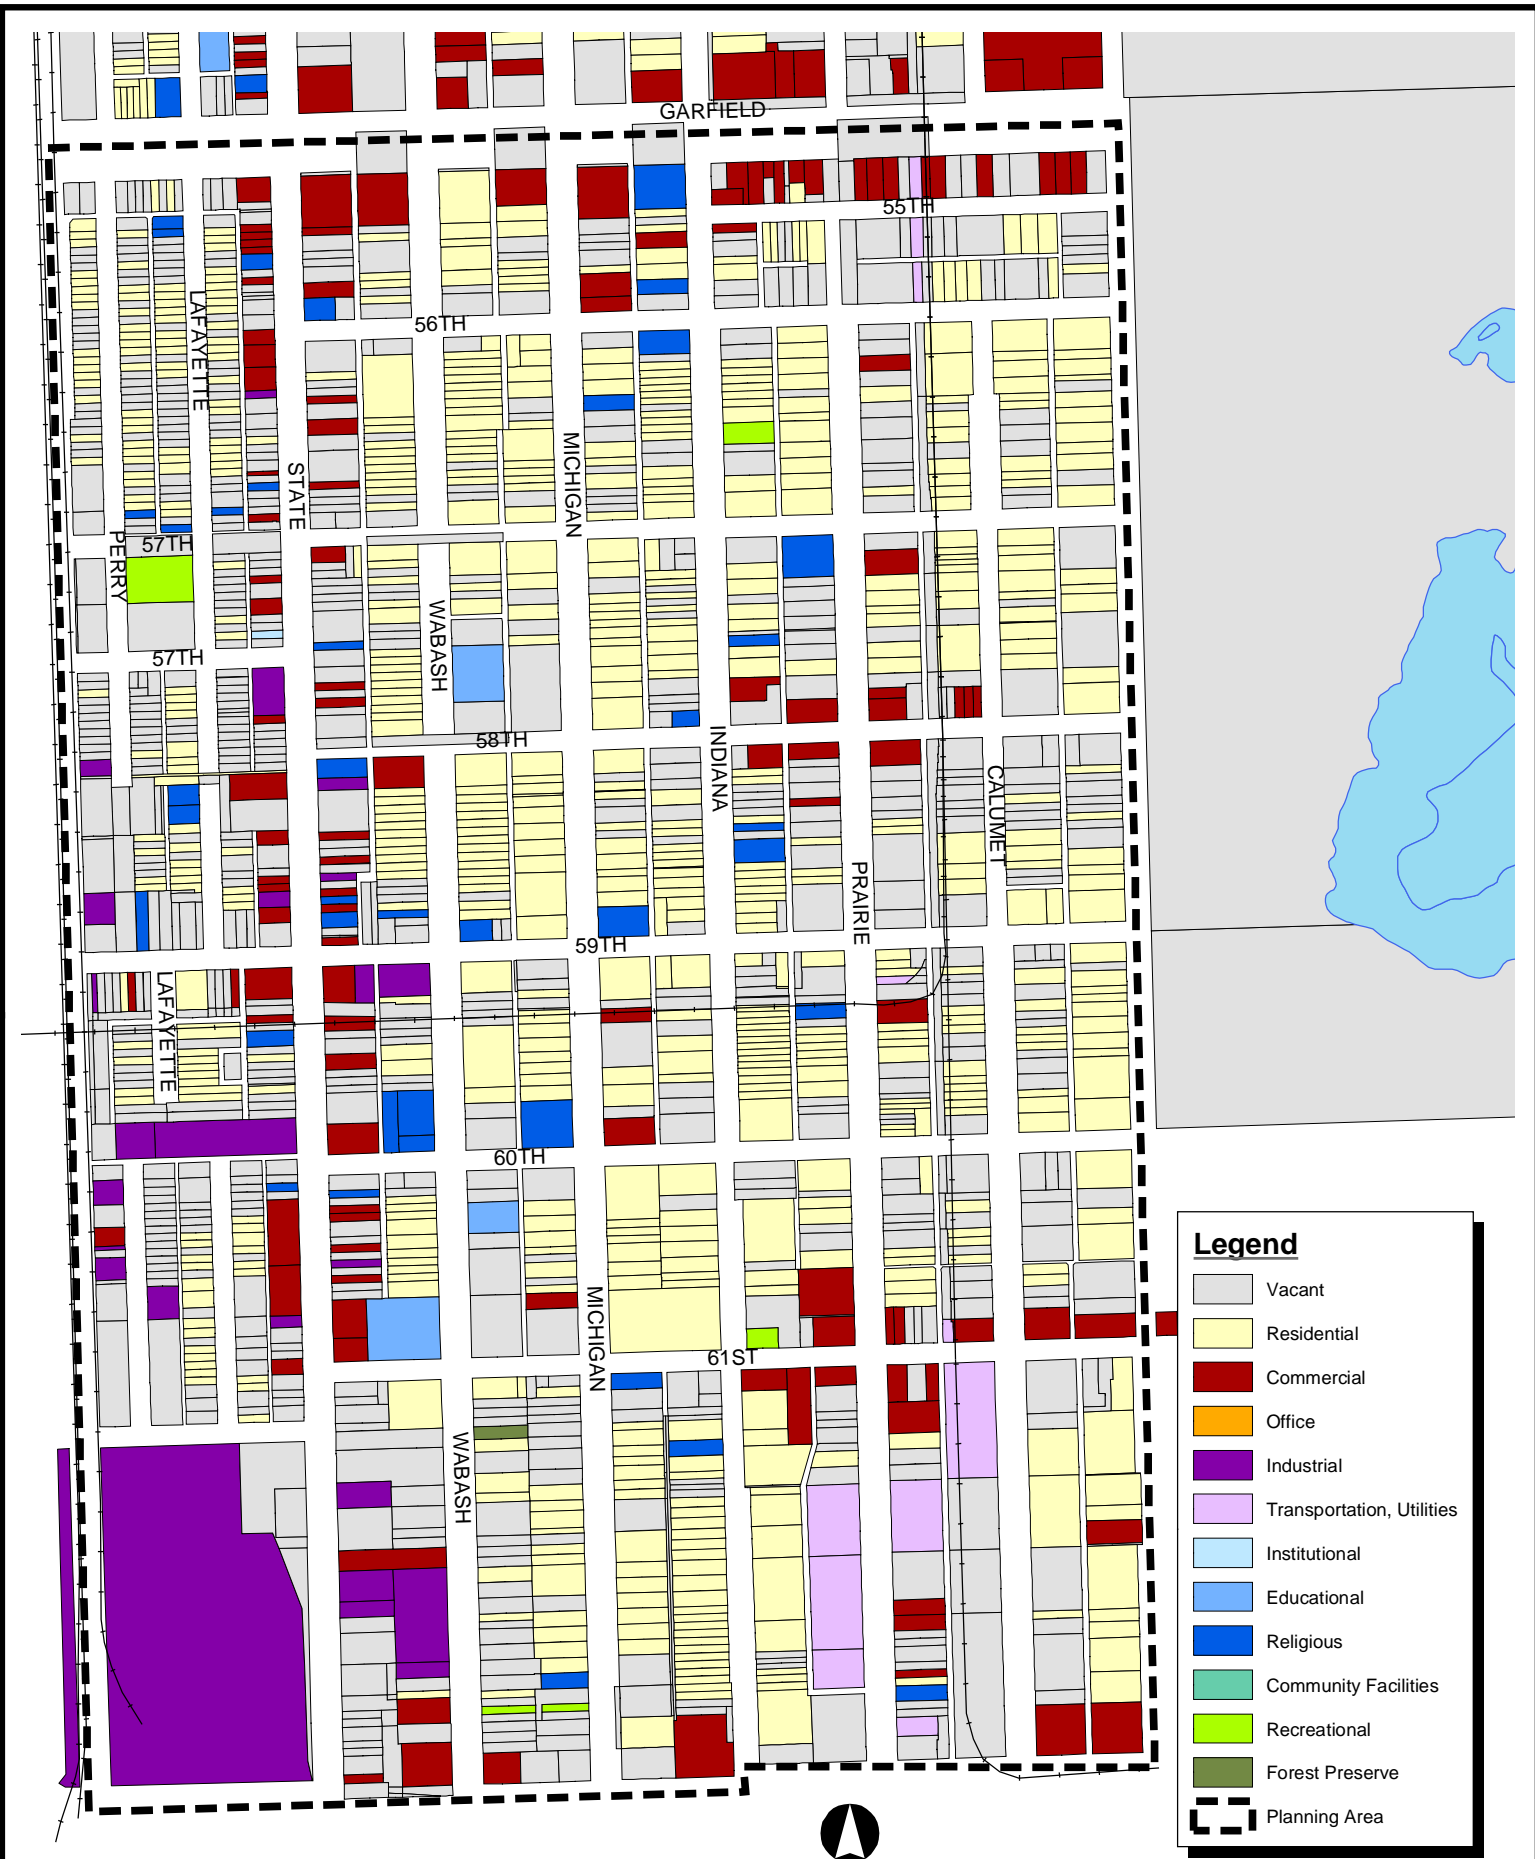 GARFIELD
55TH
LAFAYETTE
56TH
MICHIGAN
STATE
PERRY
57TH
WABASH
57TH
58TH
INDIANA
CALUMET
PRAIRIE
59TH
LAFAYETTE
60TH
MICHIGAN
61ST
WABASH
Legend
Vacant
Residential
Commercial
Office
Industrial
Transportation, Utilities
Institutional
Educational
Religious
Community Facilities
Recreational
Forest Preserve
Planning Area